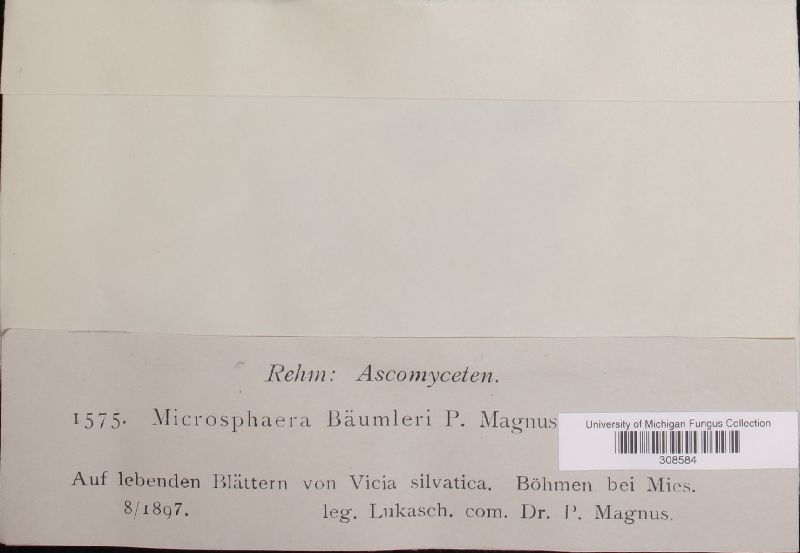 Rehm: Ascomyceten.
1575. Microsphaera Bäumleri P. Magnus
University of Michigan Fungus Collection
308584
Auf lebenden Blättern von Vicia silvatica. Böhmen bei Mies.
8/1897. leg. Lukasch. com. Dr. P. Magnus.